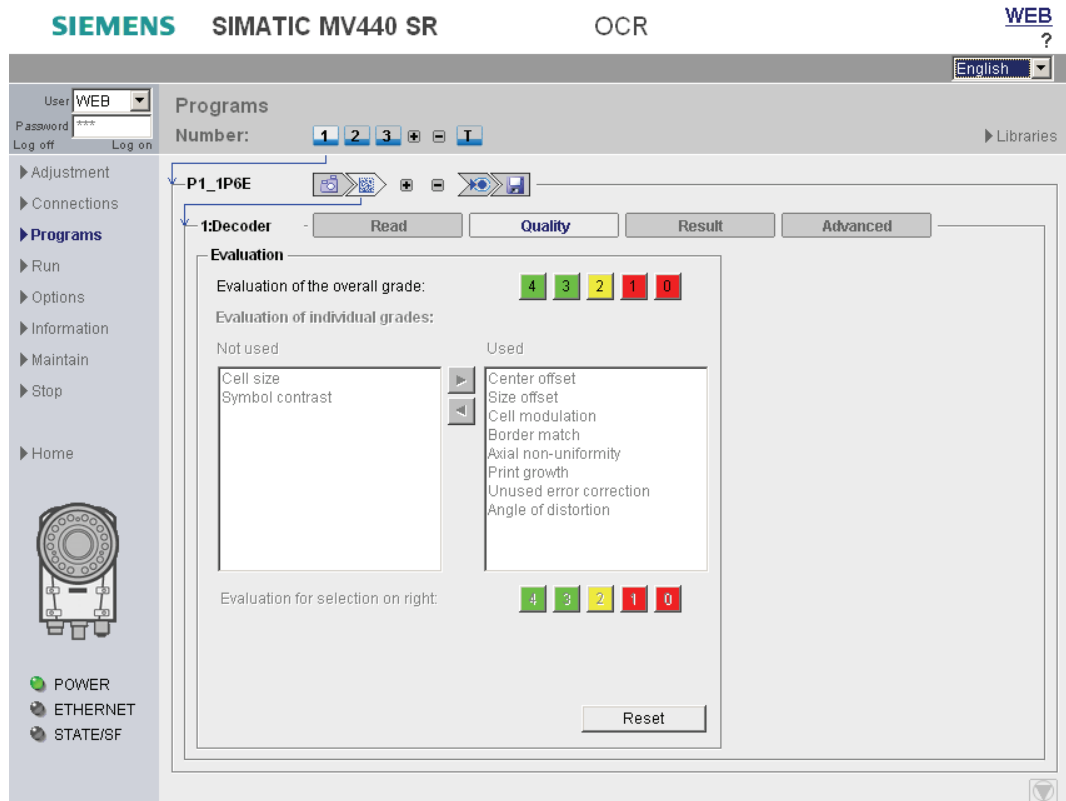 SIEMENS SIMATIC MV440 SR OCR WEB
?
English
User WEB
Password ***
Log off Log on
Programs
Number: 1 2 3 T
Libraries
Adjustment
Connections
Programs
Run
Options
Information
Maintain
Stop
Home
POWER
ETHERNET
STATE/SF
P1_1P6E
1:Decoder - Read Quality Result Advanced
Evaluation
Evaluation of the overall grade: 4 3 2 1 0
Evaluation of individual grades:
Not used Used
Cell size
Symbol contrast
Center offset
Size offset
Cell modulation
Border match
Axial non-uniformity
Print growth
Unused error correction
Angle of distortion
Evaluation for selection on right: 4 3 2 1 0
Reset